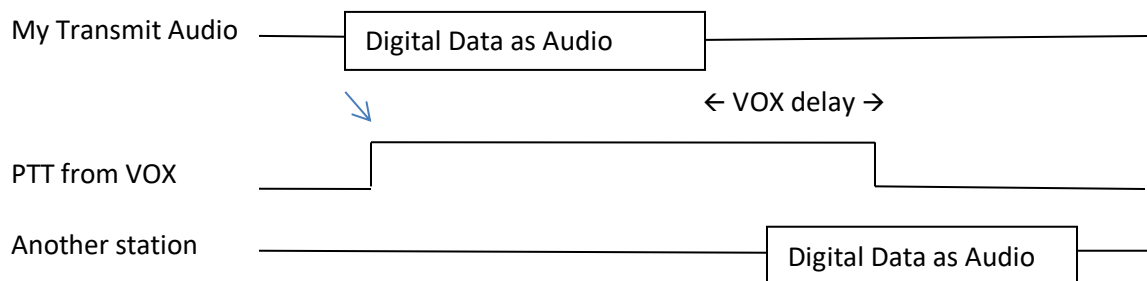 My Transmit Audio
Digital Data as Audio
← VOX delay →
PTT from VOX
Another station
Digital Data as Audio